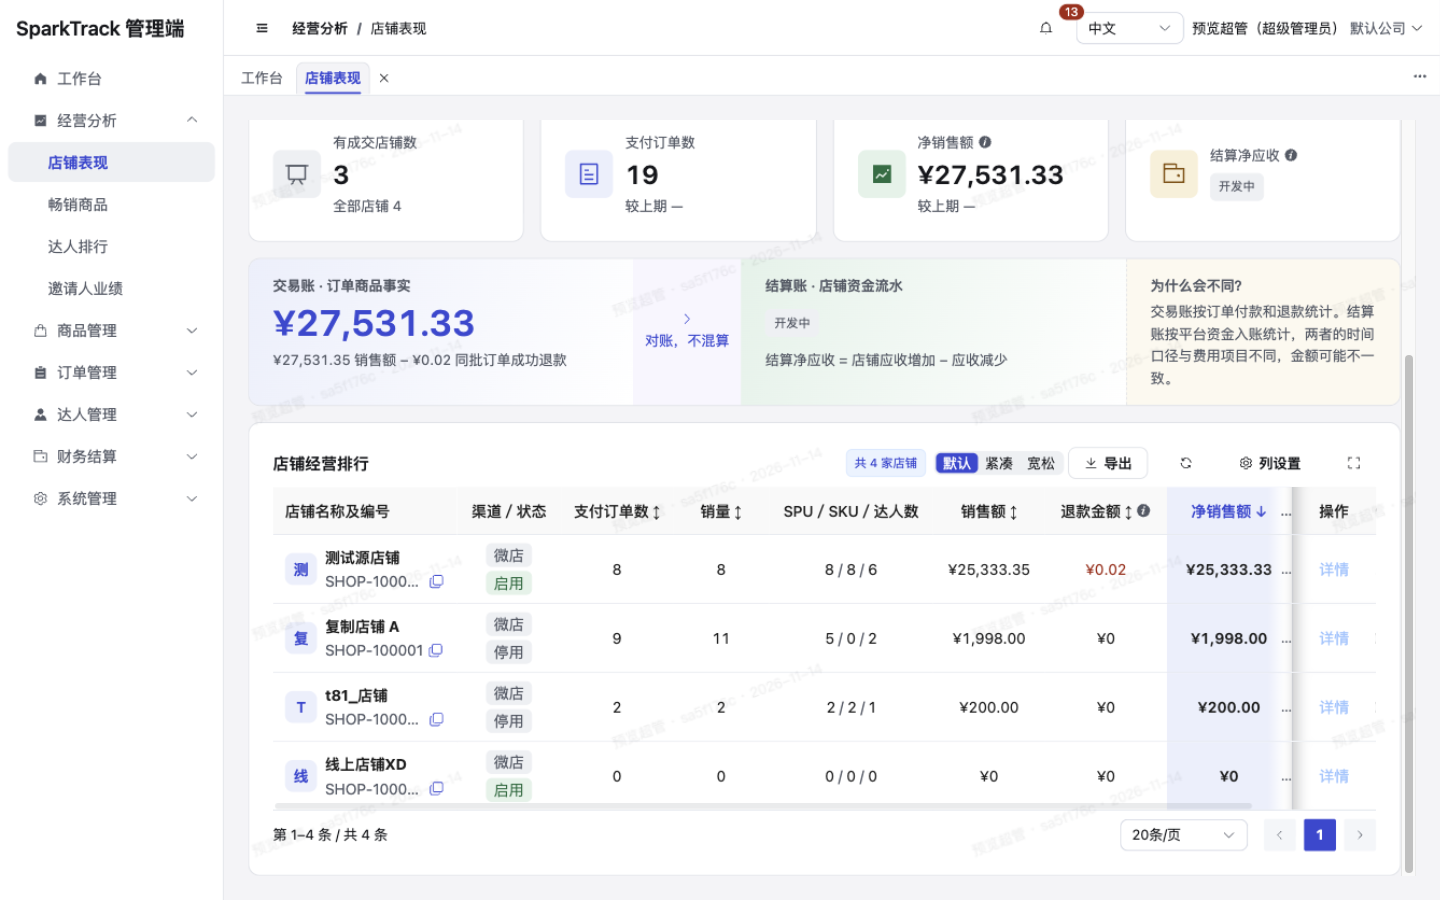 SparkTrack 管理端
经营分析 / 店铺表现
13
中文
预览超管（超级管理员）
默认公司
工作台
店铺表现
工作台
经营分析
店铺表现
畅销商品
达人排行
邀请人业绩
商品管理
订单管理
达人管理
财务结算
系统管理
有成交店铺数
3
全部店铺 4
支付订单数
19
较上期 —
净销售额
¥27,531.33
较上期 —
结算净应收
开发中
交易账 · 订单商品事实
¥27,531.33
¥27,531.35 销售额 − ¥0.02 同批订单成功退款
对账，不混算
结算账 · 店铺资金流水
开发中
结算净应收 = 店铺应收增加 − 应收减少
为什么会不同?
交易账按订单付款和退款统计。结算
账按平台资金入账统计，两者的时间
口径与费用项目不同，金额可能不一
致。
店铺经营排行
共 4 家店铺
默认 紧凑 宽松
导出
列设置
店铺名称及编号 渠道 / 状态 支付订单数 销量 SPU / SKU / 达人数 销售额 退款金额 净销售额 ... 操作
测 测试源店铺 SHOP-1000... 微店 启用 8 8 8 / 8 / 6 ¥25,333.35 ¥0.02 ¥25,333.33 ... 详情
复 复制店铺 A SHOP-100001 微店 停用 9 11 5 / 0 / 2 ¥1,998.00 ¥0 ¥1,998.00 ... 详情
T t81_店铺 SHOP-1000... 微店 停用 2 2 2 / 2 / 1 ¥200.00 ¥0 ¥200.00 ... 详情
线 线上店铺XD SHOP-1000... 微店 启用 0 0 0 / 0 / 0 ¥0 ¥0 ¥0 ... 详情
第 1–4 条 / 共 4 条
20条/页
1
预览超管 · sa5f176c · 2026-11-14